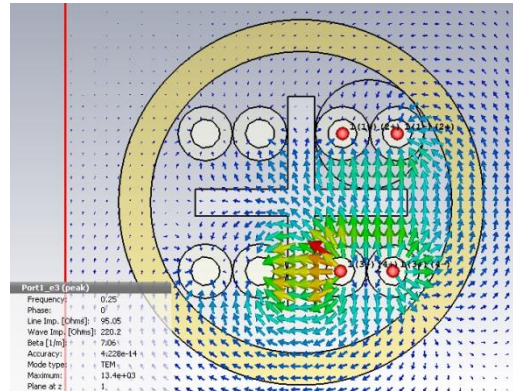 Port1_e3 (peak)
Frequency: 0.25
Phase: 0°
Line Imp. [Ohms]: 95.05
Wave Imp. [Ohms]: 220.2
Beta [1/m]: 7.06
Accuracy: 4.228e-14
Mode type: TEM
Maximum: 13.4e+03
Plane at z